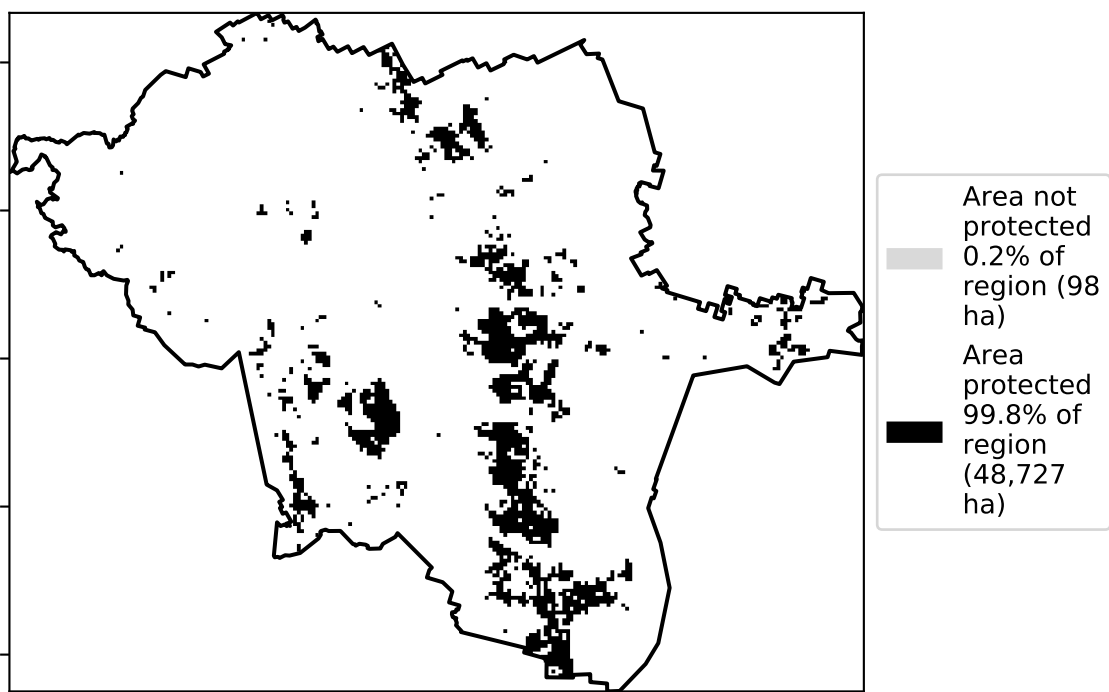 Area not
protected
0.2% of
region (98
ha)
Area
protected
99.8% of
region
(48,727
ha)